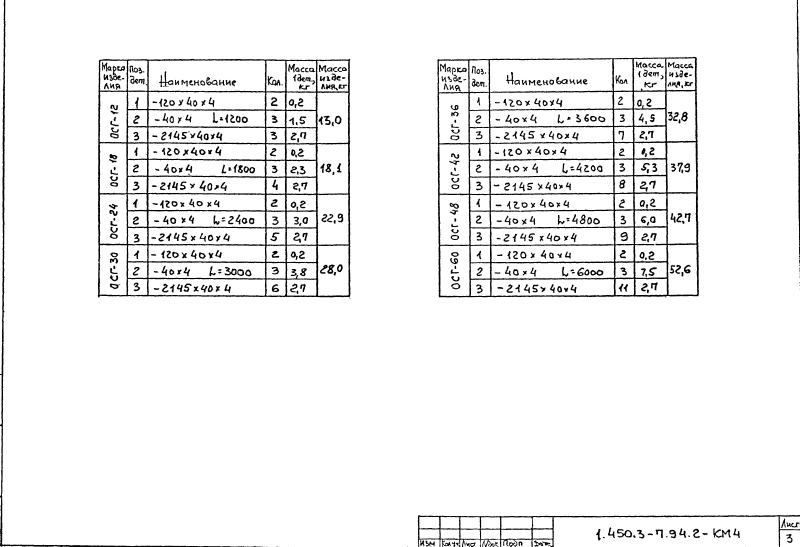 Марка изделия Поз. дет. Наименование Кол. Масса 1 дет, кг Масса изделия, кг
ОСГ-12 1 -120×40×4 2 0,2 13,0
2 -40×4 L=1200 3 1,5
3 -2145×40×4 3 2,7
ОСГ-18 1 -120×40×4 2 0,2 18,1
2 -40×4 L=1800 3 2,3
3 -2145×40×4 4 2,7
ОСГ-24 1 -120×40×4 2 0,2 22,9
2 -40×4 L=2400 3 3,0
3 -2145×40×4 5 2,7
ОСГ-30 1 -120×40×4 2 0,2 28,0
2 -40×4 L=3000 3 3,8
3 -2145×40×4 6 2,7
Марка изделия Поз. дет. Наименование Кол Масса 1 дет, кг Масса изделия, кг
ОСГ-36 1 -120×40×4 2 0,2 32,8
2 -40×4 L=3600 3 4,5
3 -2145×40×4 7 2,7
ОСГ-42 1 -120×40×4 2 0,2 37,9
2 -40×4 L=4200 3 5,3
3 -2145×40×4 8 2,7
ОСГ-48 1 -120×40×4 2 0,2 42,7
2 -40×4 L=4800 3 6,0
3 -2145×40×4 9 2,7
ОСГ-60 1 -120×40×4 2 0,2 52,6
2 -40×4 L=6000 3 7,5
3 -2145×40×4 11 2,7
1.450.3-7.94.2-КМ4
Лист
3
Изм Кол.уч Лист №док Подп Дата